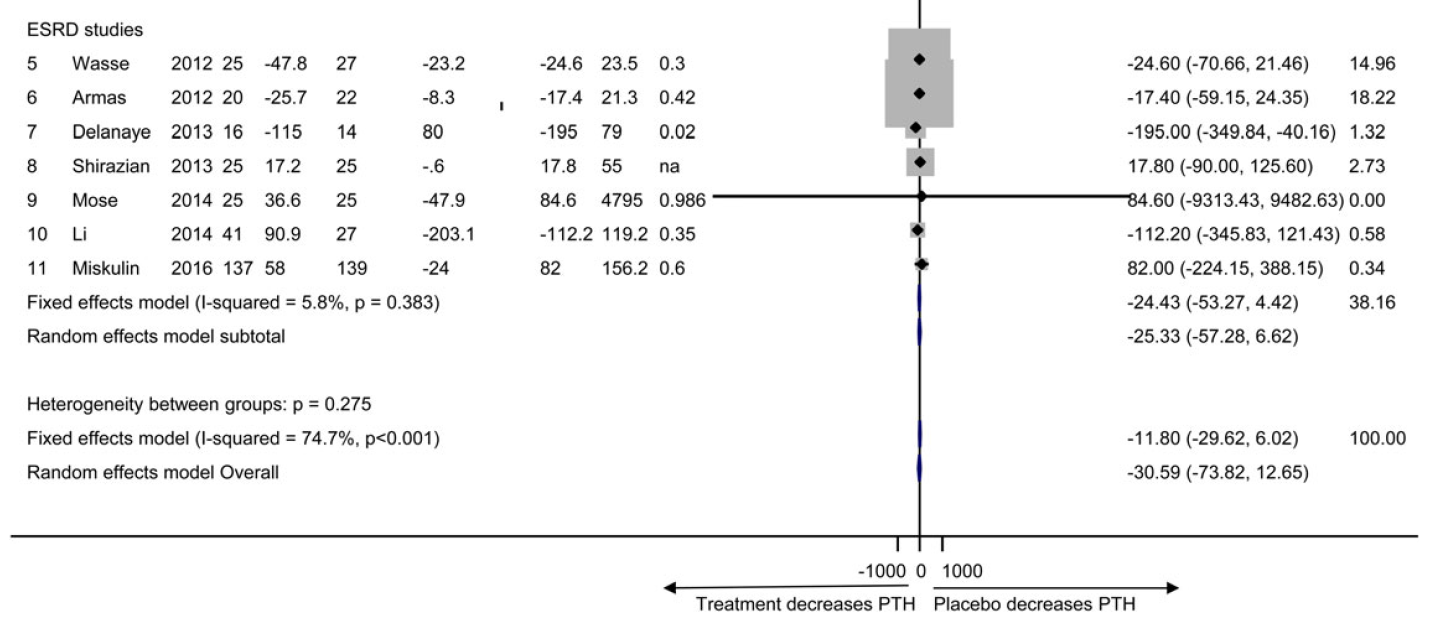 ESRD studies
5 Wasse 2012 25 -47.8 27 -23.2 -24.6 23.5 0.3 -24.60 (-70.66, 21.46) 14.96
6 Armas 2012 20 -25.7 22 -8.3 -17.4 21.3 0.42 -17.40 (-59.15, 24.35) 18.22
7 Delanaye 2013 16 -115 14 80 -195 79 0.02 -195.00 (-349.84, -40.16) 1.32
8 Shirazian 2013 25 17.2 25 -.6 17.8 55 na 17.80 (-90.00, 125.60) 2.73
9 Mose 2014 25 36.6 25 -47.9 84.6 4795 0.986 84.60 (-9313.43, 9482.63) 0.00
10 Li 2014 41 90.9 27 -203.1 -112.2 119.2 0.35 -112.20 (-345.83, 121.43) 0.58
11 Miskulin 2016 137 58 139 -24 82 156.2 0.6 82.00 (-224.15, 388.15) 0.34
Fixed effects model (I-squared = 5.8%, p = 0.383) -24.43 (-53.27, 4.42) 38.16
Random effects model subtotal -25.33 (-57.28, 6.62)
Heterogeneity between groups: p = 0.275
Fixed effects model (I-squared = 74.7%, p<0.001) -11.80 (-29.62, 6.02) 100.00
Random effects model Overall -30.59 (-73.82, 12.65)
-1000 0 1000
Treatment decreases PTH Placebo decreases PTH